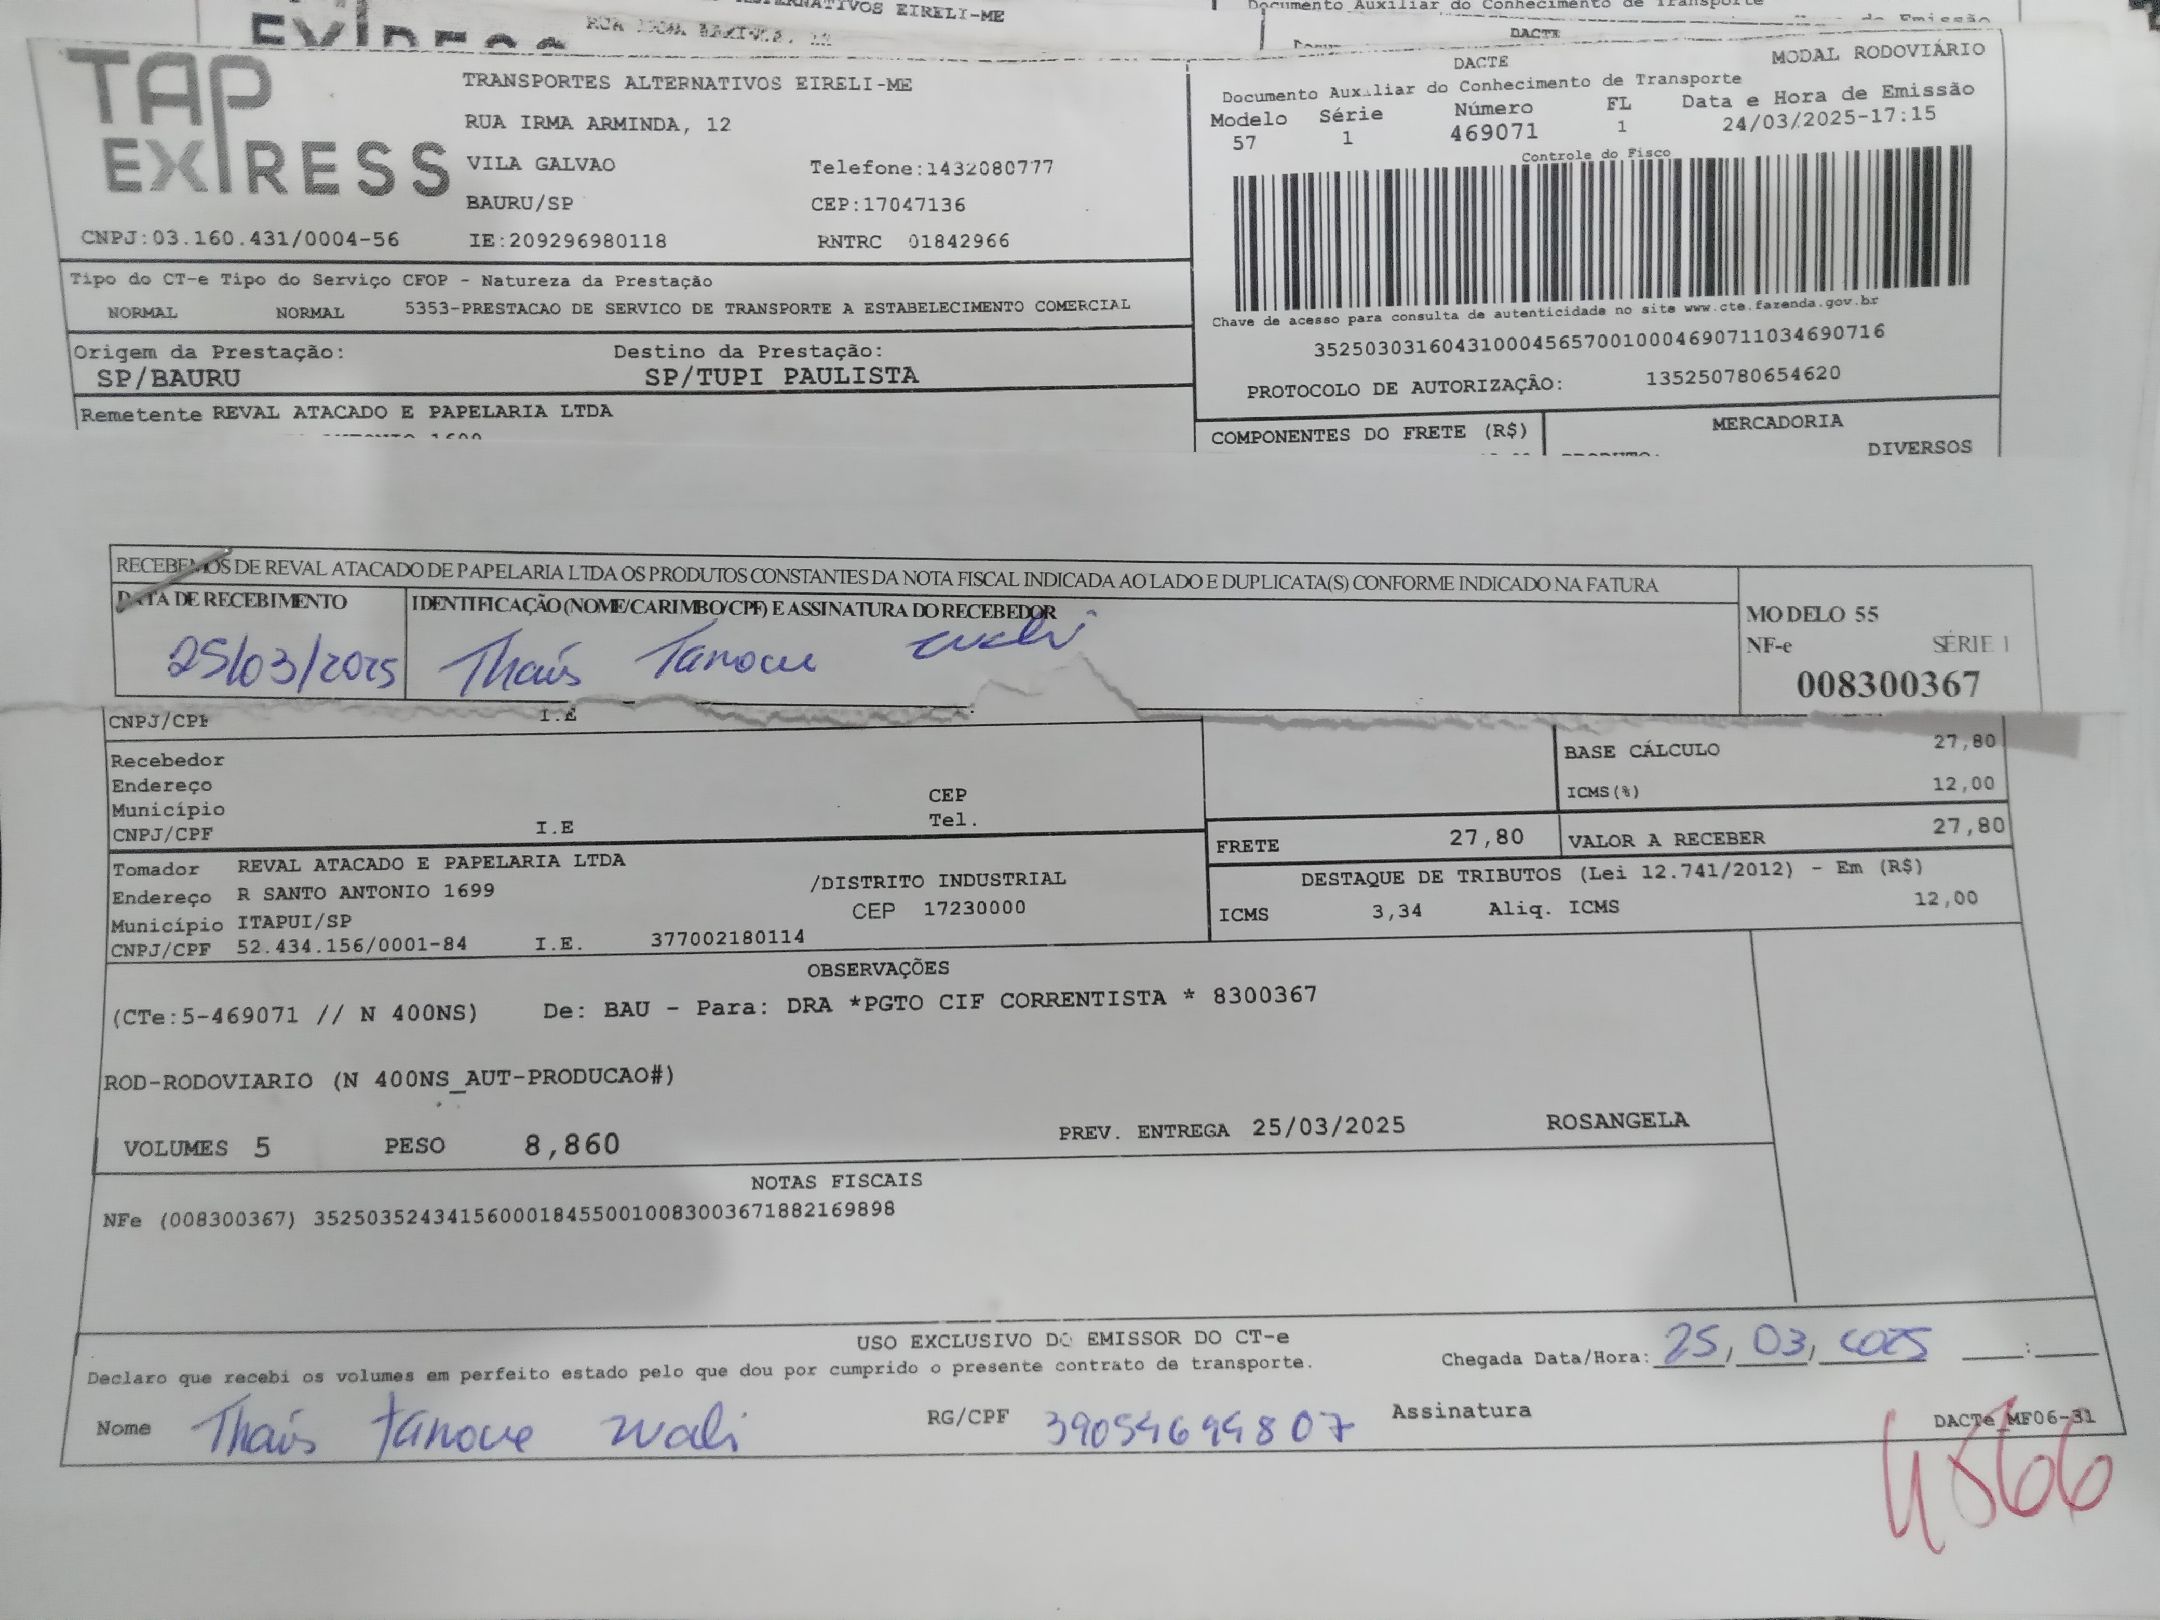 TRANSPORTES ALTERNATIVOS EIRELI-ME
RUA IRMA ARMINDA, 12
VILA GALVAO Telefone:1432080777
BAURU/SP CEP:17047136
CNPJ:03.160.431/0004-56 IE:209296980118 RNTRC 01842966
TAP EXPRESS
DACTE MODAL RODOVIÁRIO
Documento Auxiliar do Conhecimento de Transporte
Modelo Série Número FL Data e Hora de Emissão
57 1 469071 1 24/03/2025-17:15
Controle do Fisco
Chave de acesso para consulta de autenticidade no site www.cte.fazenda.gov.br
35250303160431000456570010004690711034690716
PROTOCOLO DE AUTORIZAÇÃO: 135250780654620
Tipo do CT-e Tipo do Serviço CFOP - Natureza da Prestação
NORMAL NORMAL 5353-PRESTACAO DE SERVICO DE TRANSPORTE A ESTABELECIMENTO COMERCIAL
Origem da Prestação: Destino da Prestação:
SP/BAURU SP/TUPI PAULISTA
Remetente REVAL ATACADO E PAPELARIA LTDA
COMPONENTES DO FRETE (R$) MERCADORIA
DIVERSOS
RECEBEMOS DE REVAL ATACADO DE PAPELARIA LTDA OS PRODUTOS CONSTANTES DA NOTA FISCAL INDICADA AO LADO E DUPLICATA(S) CONFORME INDICADO NA FATURA
DATA DE RECEBIMENTO IDENTIFICAÇÃO (NOME/CARIMBO/CPF) E ASSINATURA DO RECEBEDOR
25/03/2025 Thaís
MODELO 55
NF-e SÉRIE 1
008300367
CNPJ/CPF I.E
Recebedor
Endereço
Município CEP
CNPJ/CPF I.E Tel.
BASE CÁLCULO 27,80
ICMS(%) 12,00
FRETE 27,80 VALOR A RECEBER 27,80
Tomador REVAL ATACADO E PAPELARIA LTDA
Endereço R SANTO ANTONIO 1699 /DISTRITO INDUSTRIAL
Município ITAPUI/SP CEP 17230000
CNPJ/CPF 52.434.156/0001-84 I.E. 377002180114
DESTAQUE DE TRIBUTOS (Lei 12.741/2012) - Em (R$)
ICMS 3,34 Aliq. ICMS 12,00
OBSERVAÇÕES
(CTe:5-469071 // N 400NS) De: BAU - Para: DRA *PGTO CIF CORRENTISTA * 8300367
ROD-RODOVIARIO (N 400NS_AUT-PRODUCAO#)
VOLUMES 5 PESO 8,860 PREV. ENTREGA 25/03/2025 ROSANGELA
NOTAS FISCAIS
NFe (008300367) 35250352434156000184550010083003671882169898
USO EXCLUSIVO DO EMISSOR DO CT-e
Declaro que recebi os volumes em perfeito estado pelo que dou por cumprido o presente contrato de transporte.
Chegada Data/Hora: 25, 03, 2025 :
Nome Thaís RG/CPF 39054694807 Assinatura
DACTe MF06-31